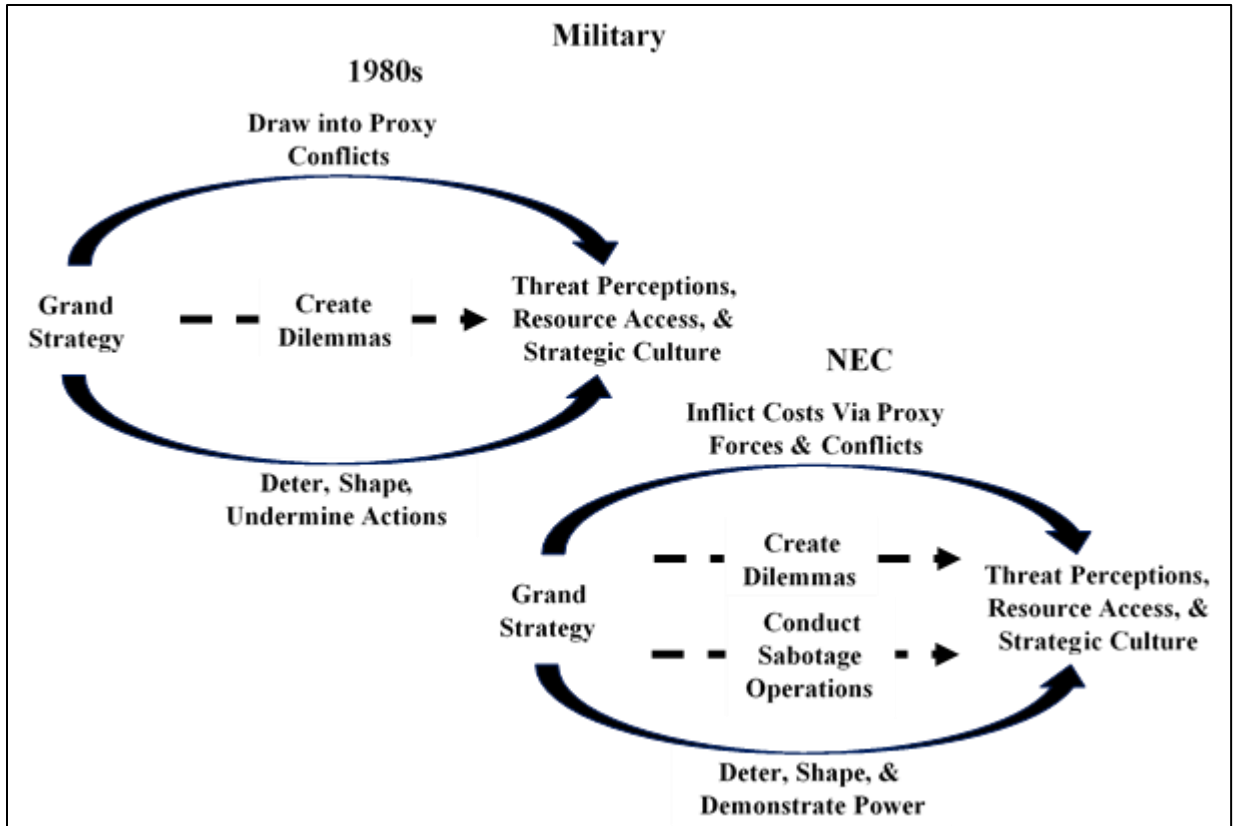 Military
1980s
Draw into Proxy
Conflicts
Grand
Strategy
Create
Dilemmas
Threat Perceptions,
Resource Access, &
Strategic Culture
Deter, Shape,
Undermine Actions
NEC
Inflict Costs Via Proxy
Forces & Conflicts
Grand
Strategy
Create
Dilemmas
Conduct
Sabotage
Operations
Threat Perceptions,
Resource Access, &
Strategic Culture
Deter, Shape, &
Demonstrate Power